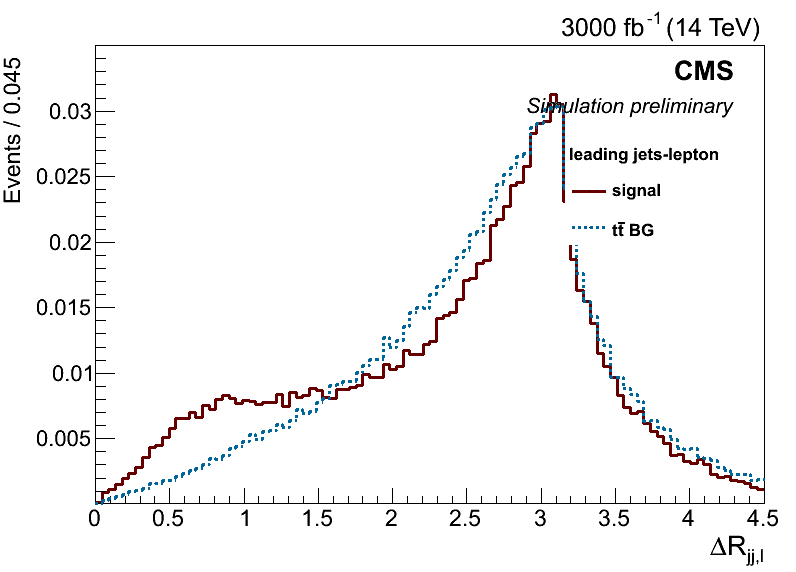 3000 fb⁻¹ (14 TeV)
CMS
Simulation preliminary
leading jets-lepton
signal
tt̄ BG
Events / 0.045
0.03
0.025
0.02
0.015
0.01
0.005
0 0.5 1 1.5 2 2.5 3 3.5 4 4.5
ΔR_jj,l